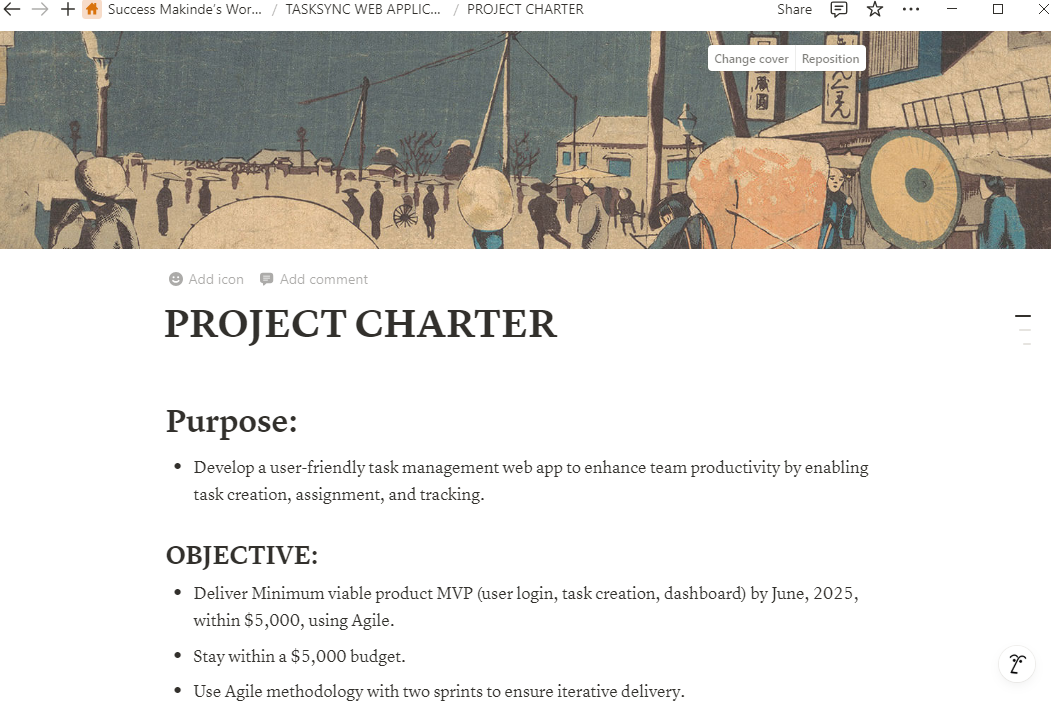 Success Makinde's Wor... / TASKSYNC WEB APPLIC... / PROJECT CHARTER Share
Change cover Reposition
Add icon Add comment
PROJECT CHARTER
Purpose:
• Develop a user-friendly task management web app to enhance team productivity by enabling
task creation, assignment, and tracking.
OBJECTIVE:
• Deliver Minimum viable product MVP (user login, task creation, dashboard) by June, 2025,
within $5,000, using Agile.
• Stay within a $5,000 budget.
• Use Agile methodology with two sprints to ensure iterative delivery.